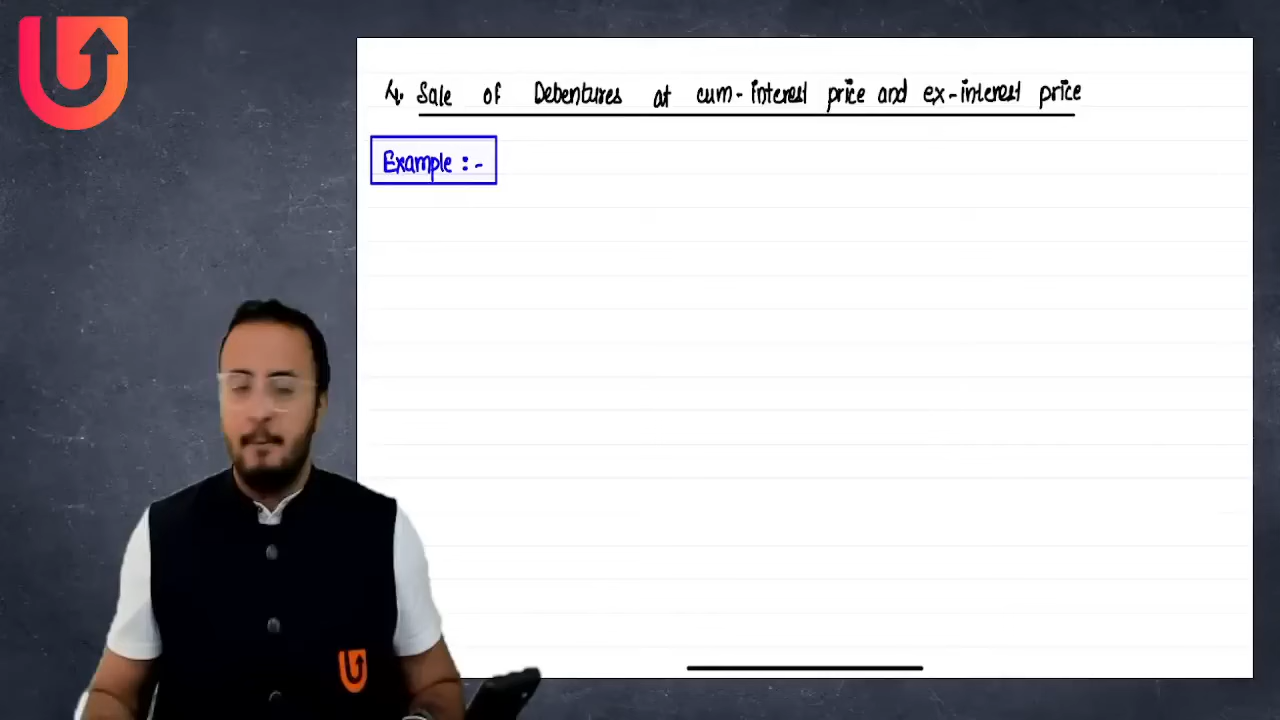 4. Sale of Debentures at cum-interest price and ex-interest price
Example :-